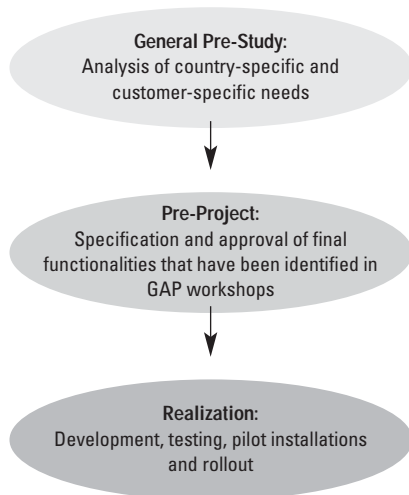 General Pre-Study:
Analysis of country-specific and
customer-specific needs
Pre-Project:
Specification and approval of final
functionalities that have been identified in
GAP workshops
Realization:
Development, testing, pilot installations
and rollout